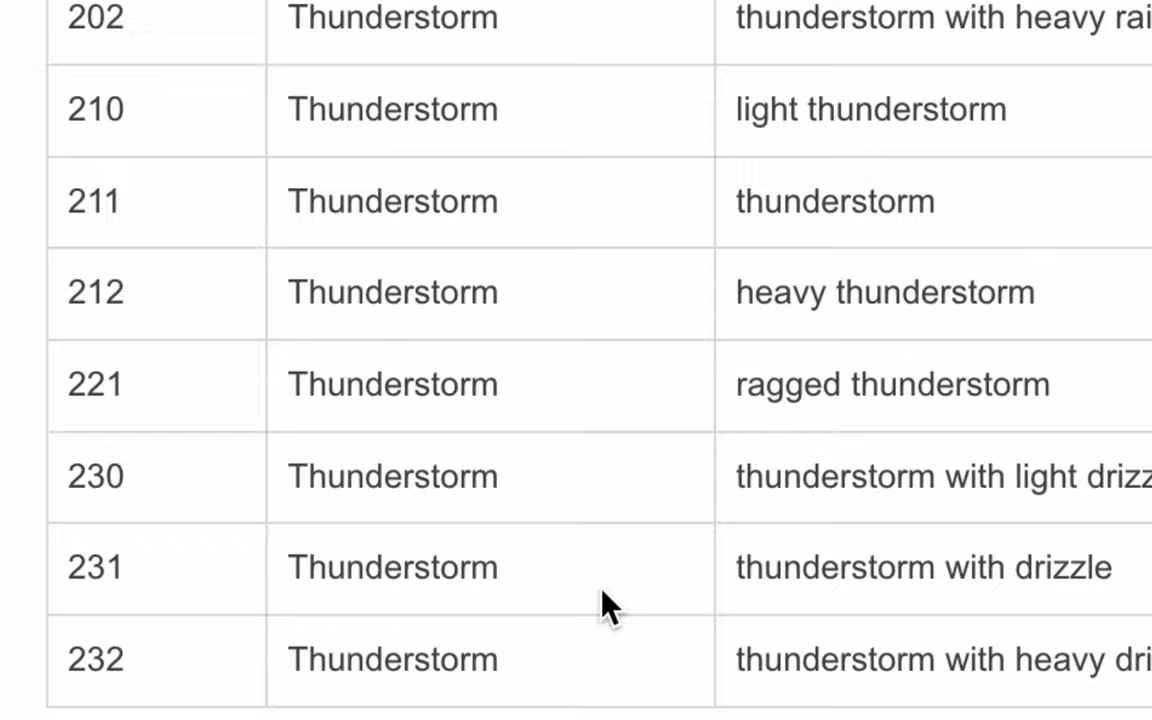 202 Thunderstorm thunderstorm with heavy
210 Thunderstorm light thunderstorm
211 Thunderstorm thunderstorm
212 Thunderstorm heavy thunderstorm
221 Thunderstorm ragged thunderstorm
230 Thunderstorm thunderstorm with light
231 Thunderstorm thunderstorm with drizzle
232 Thunderstorm thunderstorm with heavy